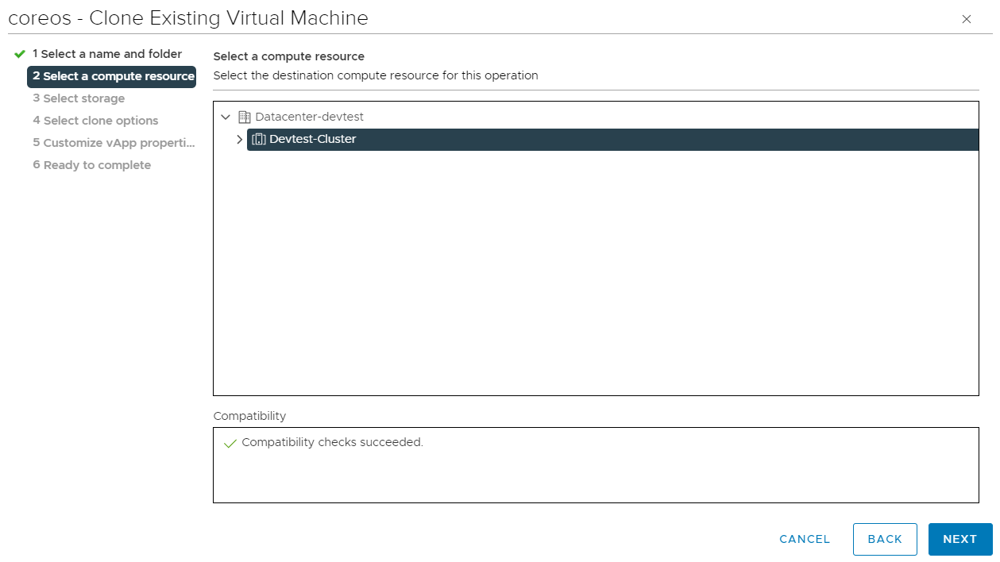 coreos - Clone Existing Virtual Machine
1 Select a name and folder
2 Select a compute resource
3 Select storage
4 Select clone options
5 Customize vApp properti...
6 Ready to complete
Select a compute resource
Select the destination compute resource for this operation
Datacenter-devtest
Devtest-Cluster
Compatibility
Compatibility checks succeeded.
CANCEL
BACK
NEXT